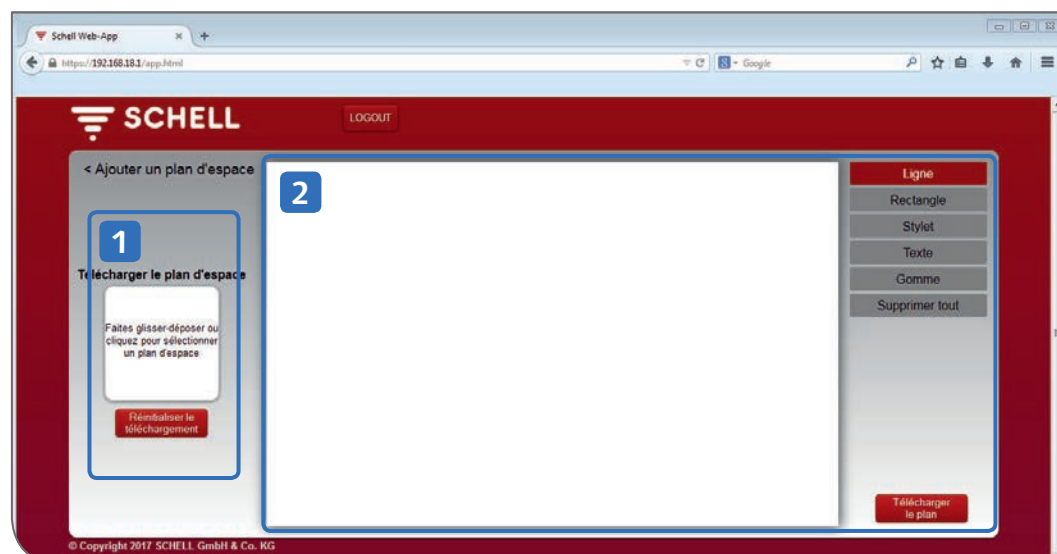 Schell Web-App
https://192.168.18.1/app.html
Google
SCHELL
LOGOUT
< Ajouter un plan d'espace
1
Télécharger le plan d'espace
Faites glisser-déposer ou
cliquez pour sélectionner
un plan d'espace
Réinitialiser le
téléchargement
2
Ligne
Rectangle
Stylet
Texte
Gomme
Supprimer tout
Télécharger
le plan
© Copyright 2017 SCHELL GmbH & Co. KG